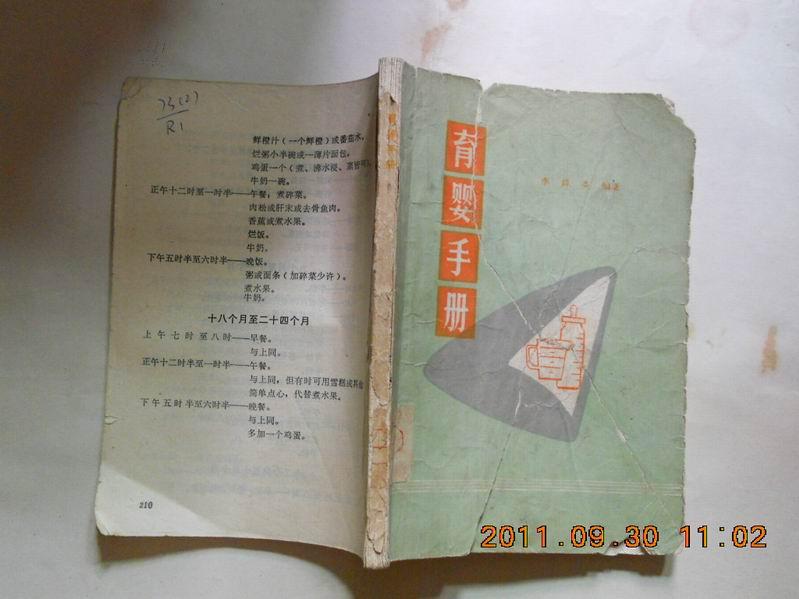 73(2)
R1
鲜橙汁（一个鲜橙）或番茄水，
烂粥小半碗或一薄片面包。
鸡蛋一个（煮、沸水浸、蒸皆可）。
牛奶一碗。
正午十二时至一时半——午餐；煮碎菜。
肉松或肝末或去骨鱼肉。
香蕉或煮水果。
烂饭。
牛奶。
下午五时半至六时半——晚饭。
粥或面条（加碎菜少许）。
煮水果。
牛奶。
十八个月至二十四个月
上午七时至八时——早餐。
与上同。
正午十二时半至一时半——午餐。
与上同，但有时可用雪糕或其他
简单点心，代替煮水果。
下午五时半至六时半——晚餐。
与上同。
多加一个鸡蛋。
210
育婴手册
编著
2011.09.30 11:02